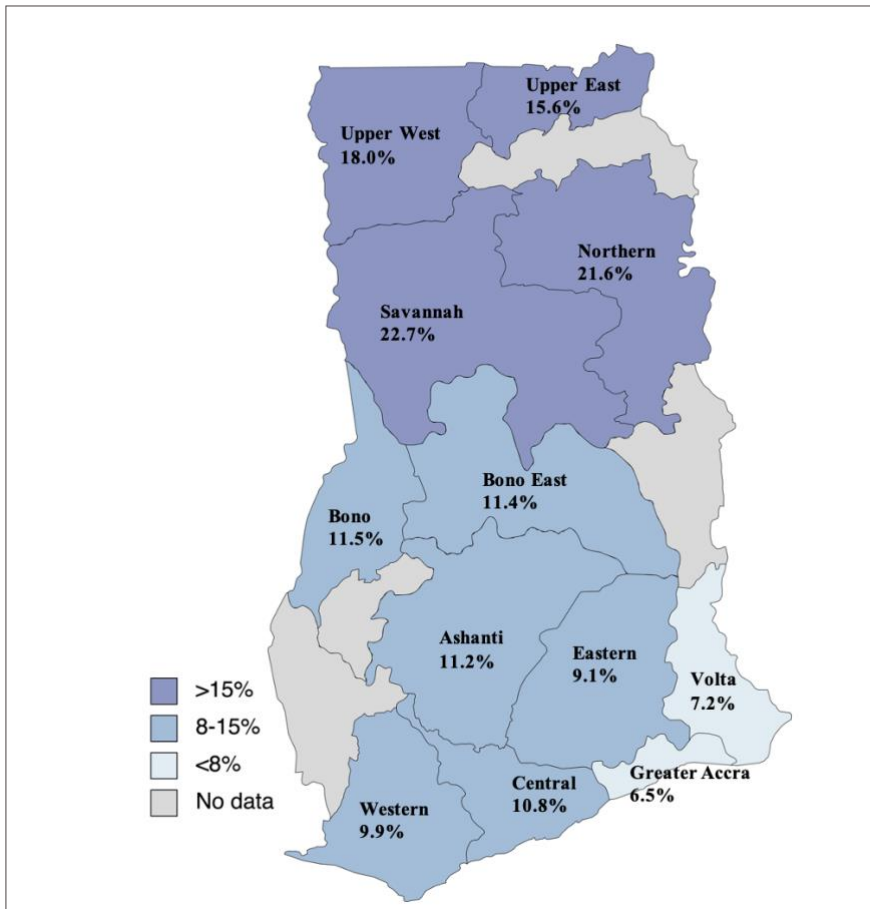 Upper East
15.6%
Upper West
18.0%
Northern
21.6%
Savannah
22.7%
Bono East
11.4%
Bono
11.5%
Ashanti
11.2%
Eastern
9.1%
Volta
7.2%
Greater Accra
6.5%
Central
10.8%
Western
9.9%
>15%
8-15%
<8%
No data